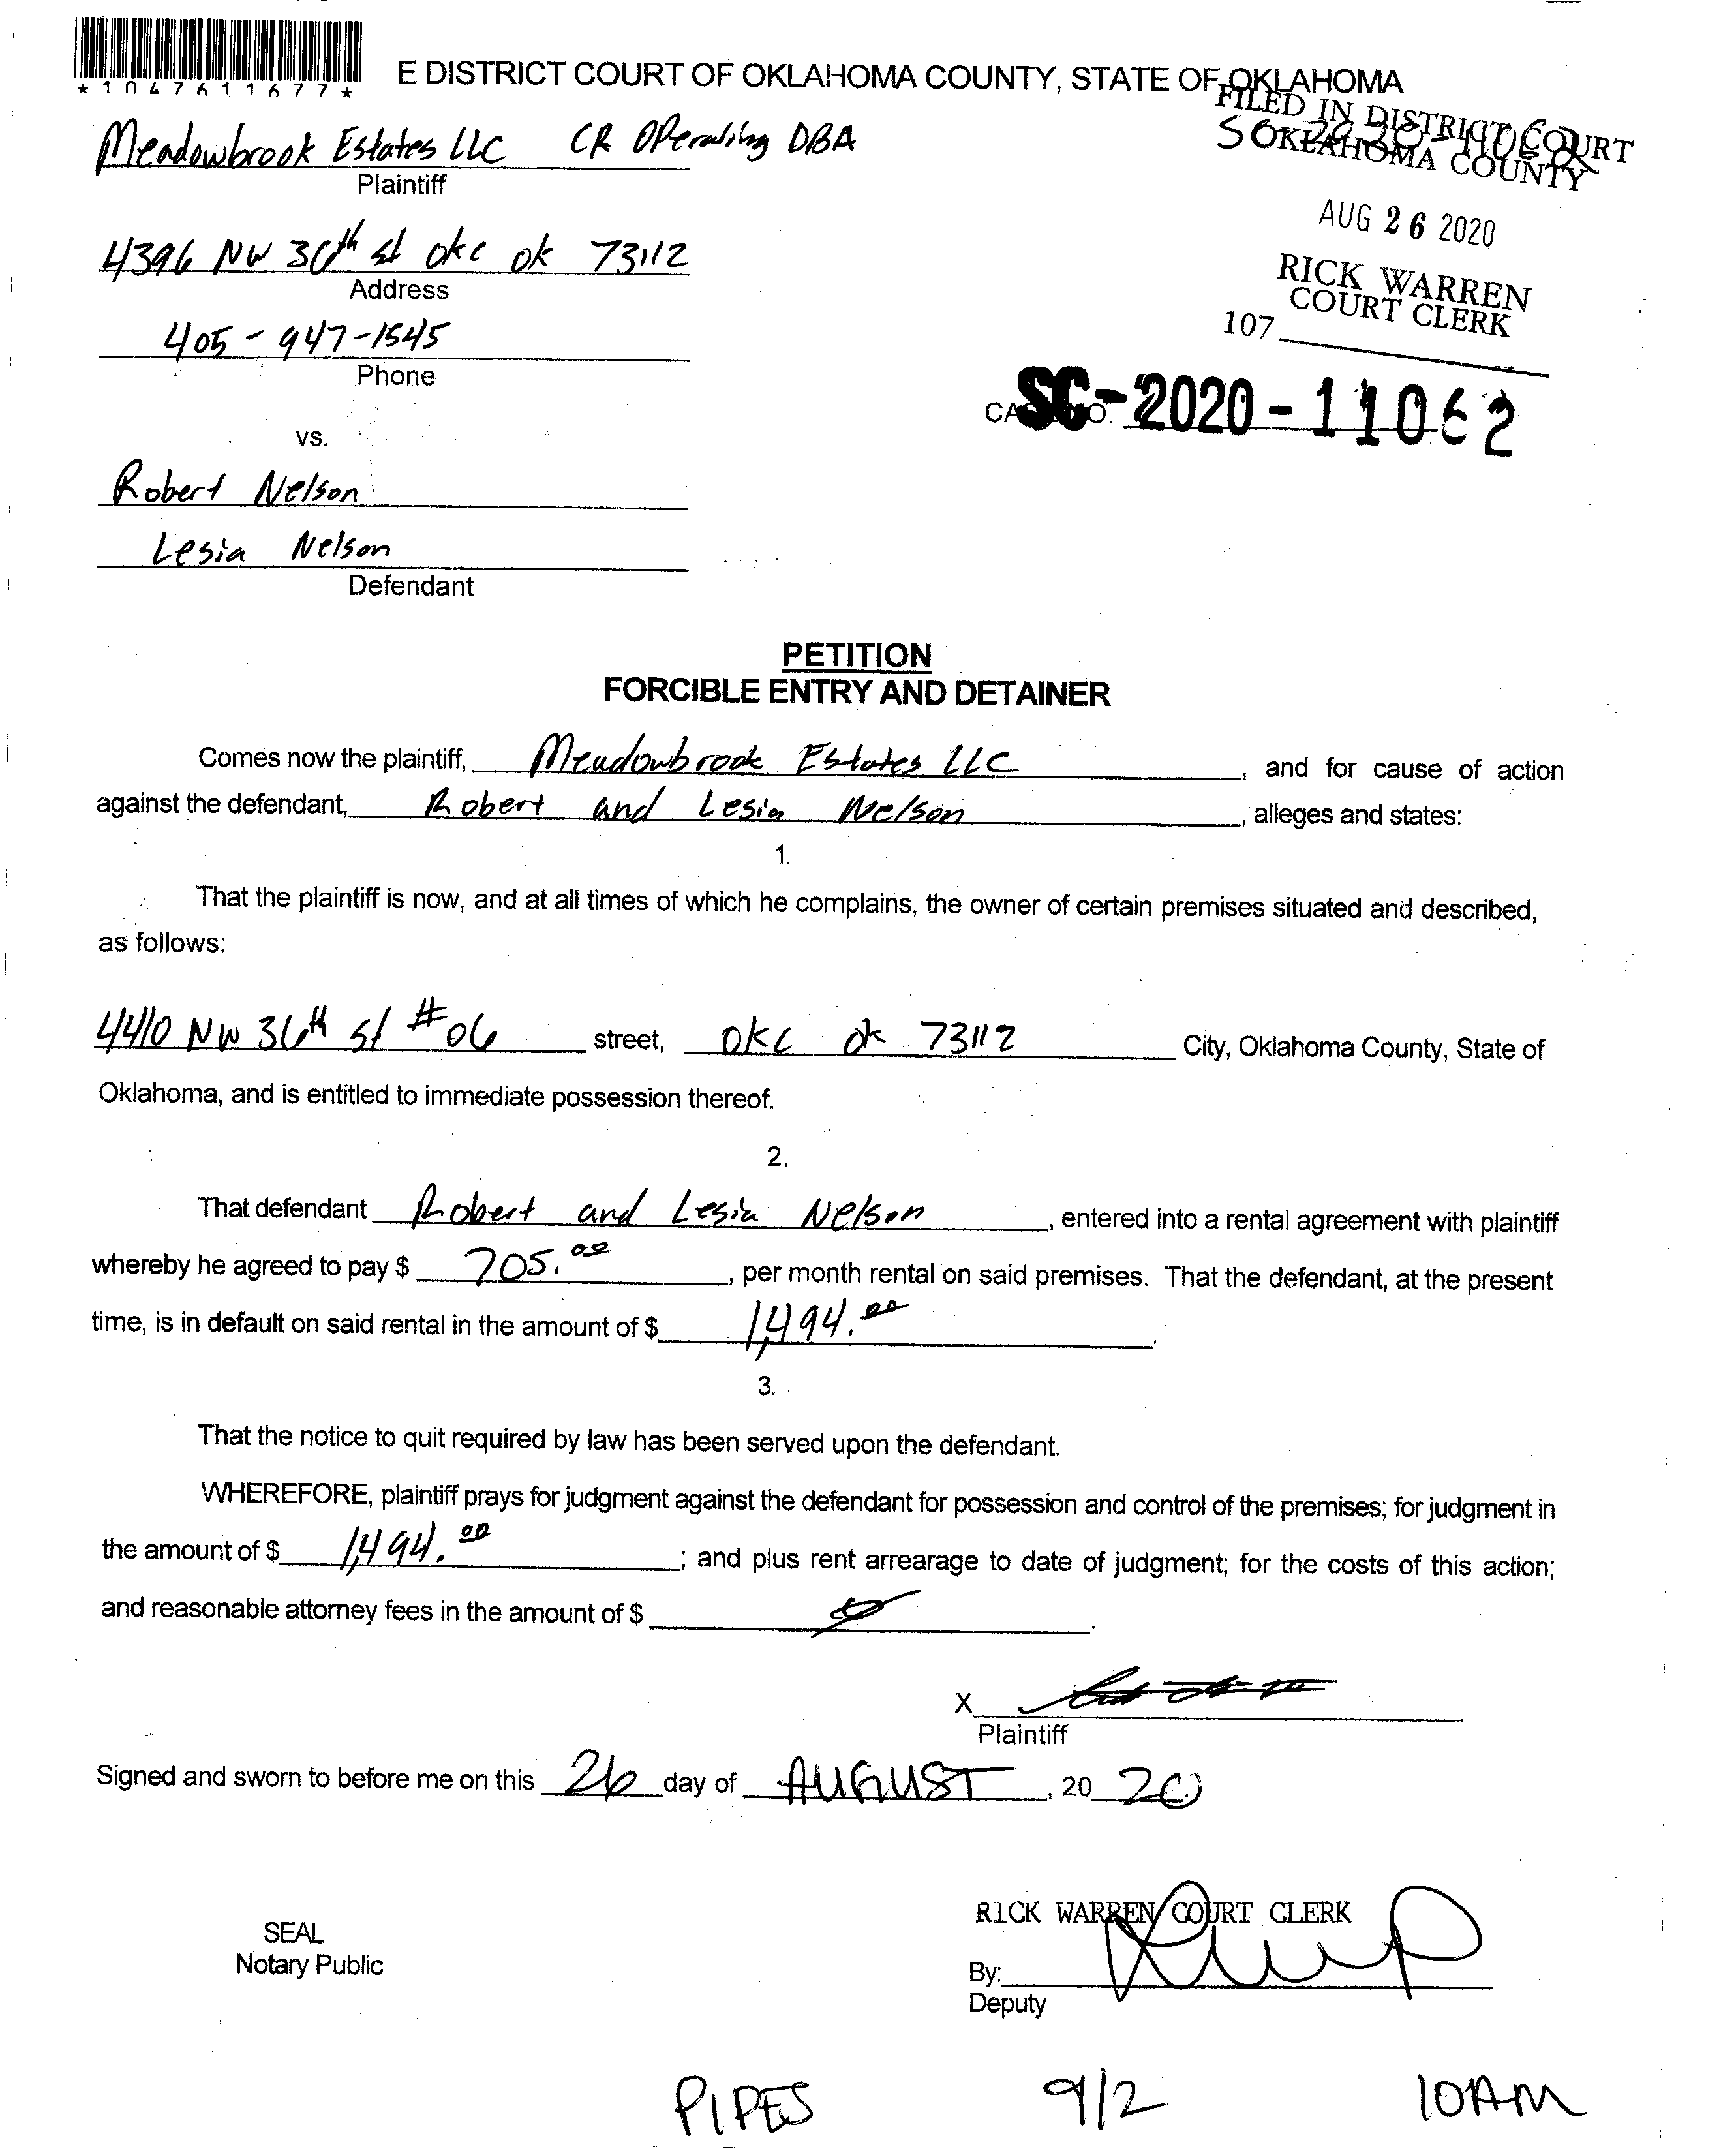 *1047611677*
E DISTRICT COURT OF OKLAHOMA COUNTY, STATE OF OKLAHOMA
FILED IN DISTRICT COURT
OKLAHOMA COUNTY
Meadowbrook Estates LLC CR Operating DBA
Plaintiff
AUG 26 2020
4396 NW 36th st okc ok 73112
Address
RICK WARREN
COURT CLERK
107
405-947-1545
Phone
SC-2020-11062
vs.
Robert Nelson
Lesia Nelson
Defendant
PETITION
FORCIBLE ENTRY AND DETAINER
Comes now the plaintiff, Meadowbrook Estates LLC, and for cause of action
against the defendant, Robert and Lesia Nelson, alleges and states:
1.
That the plaintiff is now, and at all times of which he complains, the owner of certain premises situated and described,
as follows:
4410 NW 36th st #06 street, OKC ok 73112 City, Oklahoma County, State of
Oklahoma, and is entitled to immediate possession thereof.
2.
That defendant Robert and Lesia Nelson, entered into a rental agreement with plaintiff
whereby he agreed to pay $ 705.00, per month rental on said premises. That the defendant, at the present
time, is in default on said rental in the amount of $ 1,494.00.
3.
That the notice to quit required by law has been served upon the defendant.
WHEREFORE, plaintiff prays for judgment against the defendant for possession and control of the premises; for judgment in
the amount of $ 1,494.00; and plus rent arrearage to date of judgment; for the costs of this action;
and reasonable attorney fees in the amount of $ 0.
X
Plaintiff
Signed and sworn to before me on this 26 day of AUGUST, 20 20
RICK WARREN COURT CLERK
SEAL
Notary Public
By:
Deputy
PIPES 9/2 10AM